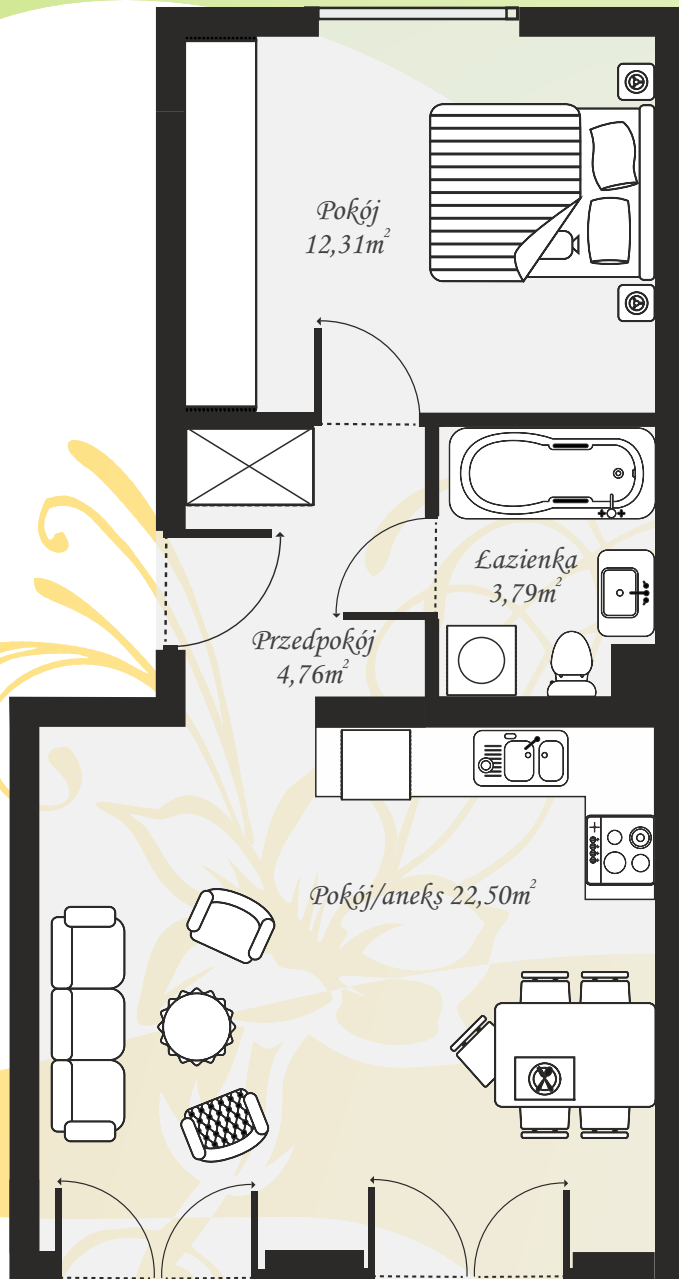 Pokój
12,31m²
Łazienka
3,79m²
Przedpokój
4,76m²
Pokój/aneks 22,50m²